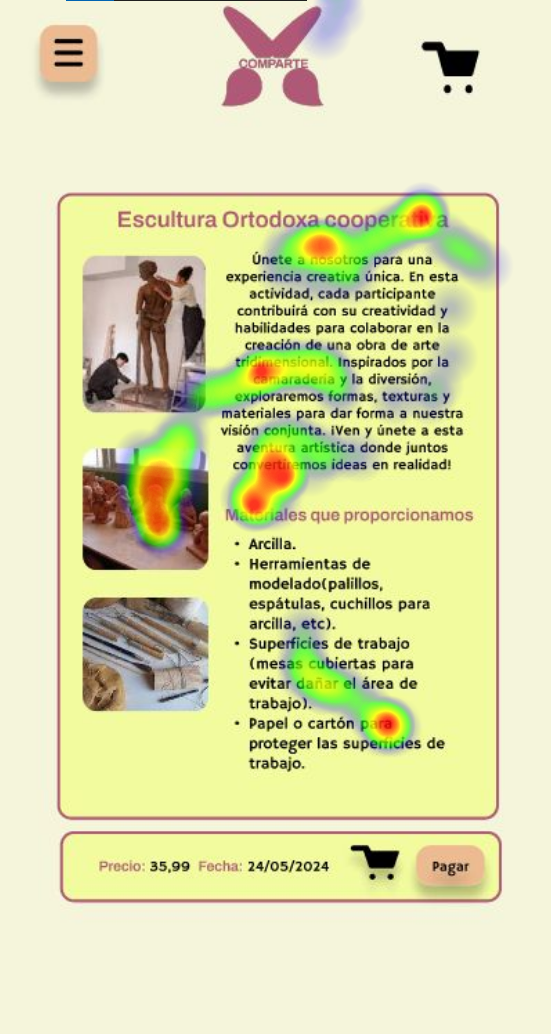 COMPARTE
Escultura Ortodoxa cooperativa
Únete a nosotros para una
experiencia creativa única. En esta
actividad, cada participante
contribuirá con su creatividad y
habilidades para colaborar en la
creación de una obra de arte
tridimensional. Inspirados por la
camaradería y la diversión,
exploraremos formas, texturas y
materiales para dar forma a nuestra
visión conjunta. ¡Ven y únete a esta
aventura artística donde juntos
convertiremos ideas en realidad!
Materiales que proporcionamos
• Arcilla.
• Herramientas de
modelado(palillos,
espátulas, cuchillos para
arcilla, etc).
• Superficies de trabajo
(mesas cubiertas para
evitar dañar el área de
trabajo).
• Papel o cartón para
proteger las superficies de
trabajo.
Precio: 35,99 Fecha: 24/05/2024
Pagar